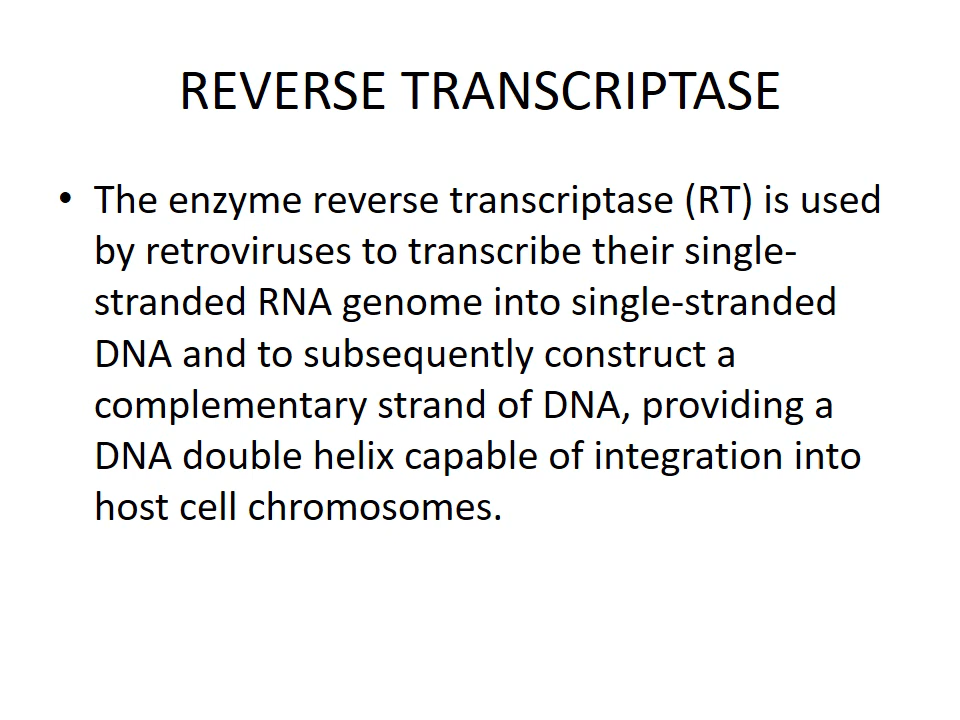 REVERSE TRANSCRIPTASE
• The enzyme reverse transcriptase (RT) is used
by retroviruses to transcribe their single-
stranded RNA genome into single-stranded
DNA and to subsequently construct a
complementary strand of DNA, providing a
DNA double helix capable of integration into
host cell chromosomes.